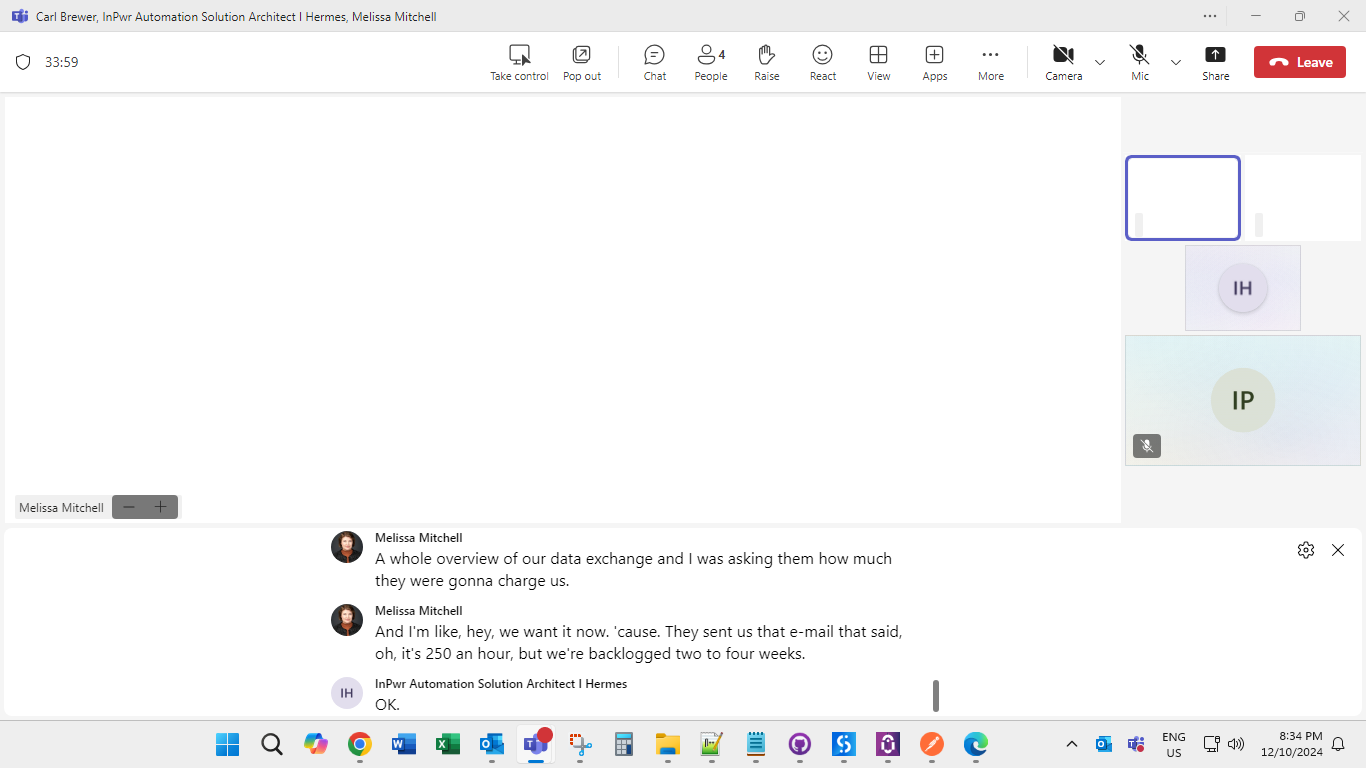 Carl Brewer, InPwr Automation Solution Architect I Hermes, Melissa Mitchell
33:59
Take control
Pop out
Chat
4
People
Raise
React
View
Apps
More
Camera
Mic
Share
Leave
IH
IP
Melissa Mitchell
Melissa Mitchell
A whole overview of our data exchange and I was asking them how much
they were gonna charge us.
Melissa Mitchell
And I'm like, hey, we want it now. 'cause. They sent us that e-mail that said,
oh, it's 250 an hour, but we're backlogged two to four weeks.
IH
InPwr Automation Solution Architect I Hermes
OK.
ENG
US
8:34 PM
12/10/2024